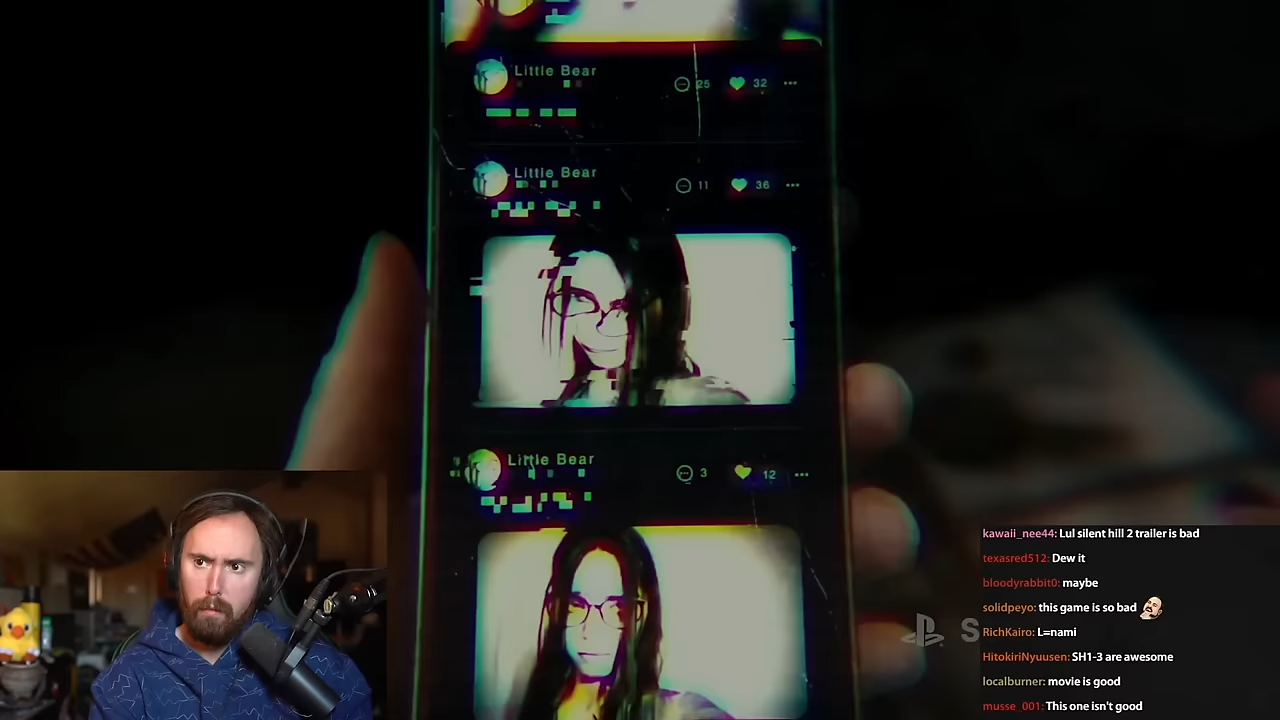 Little Bear
25 32
Little Bear
11 36
Little Bear
3 12
S
kawaii_nee44: Lul silent hill 2 trailer is bad
texasred512: Dew it
bloodyrabbit0: maybe
solidpeyo: this game is so bad
RichKairo: L=nami
HitokiriNyuusen: SH1-3 are awesome
localburner: movie is good
musse_001: This one isn't good